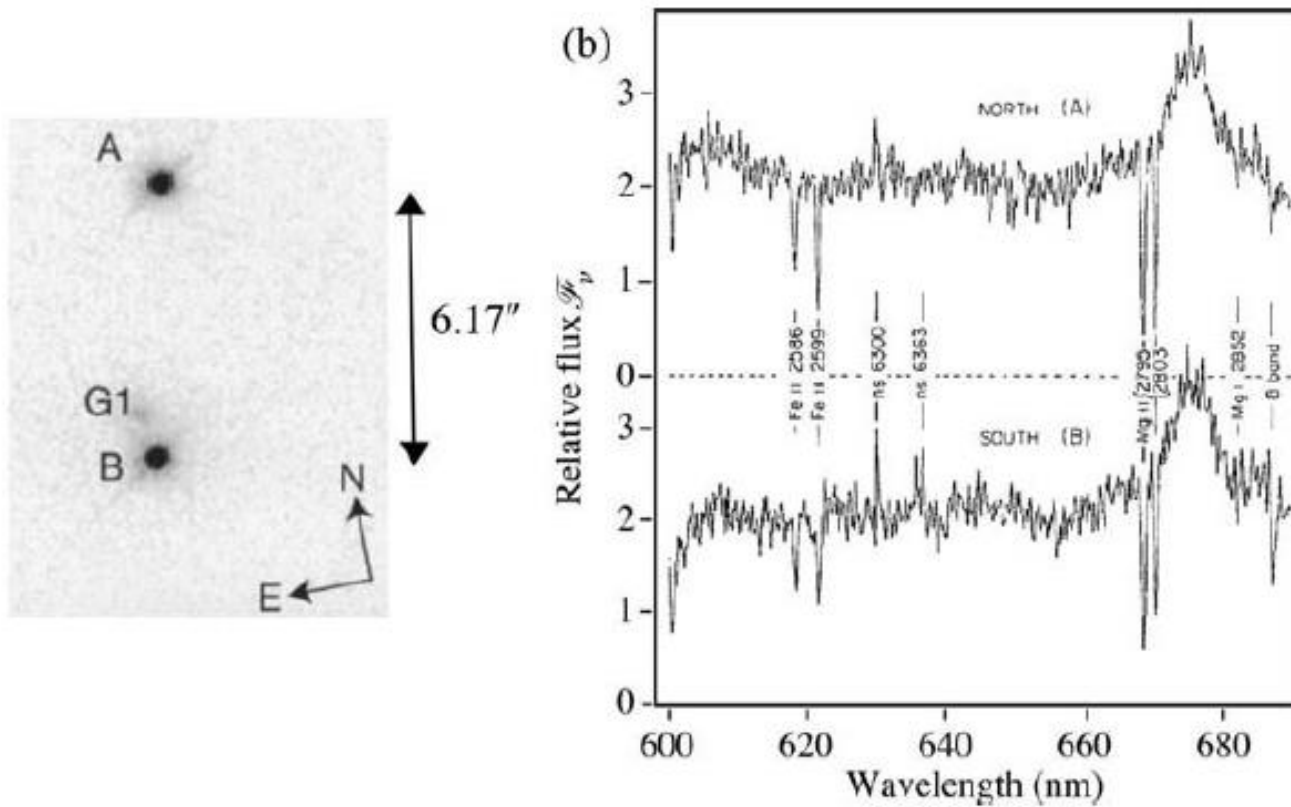 A
6.17″
G1
B
N
E
(b)
Relative flux ℱν
3
2
1
0
3
2
1
0
NORTH (A)
Fe II 2586
Fe II 2599
ns 6300
ns 6363
Mg II {2795
2803
Mg I 2852
B band
SOUTH (B)
600
620
640
660
680
Wavelength (nm)